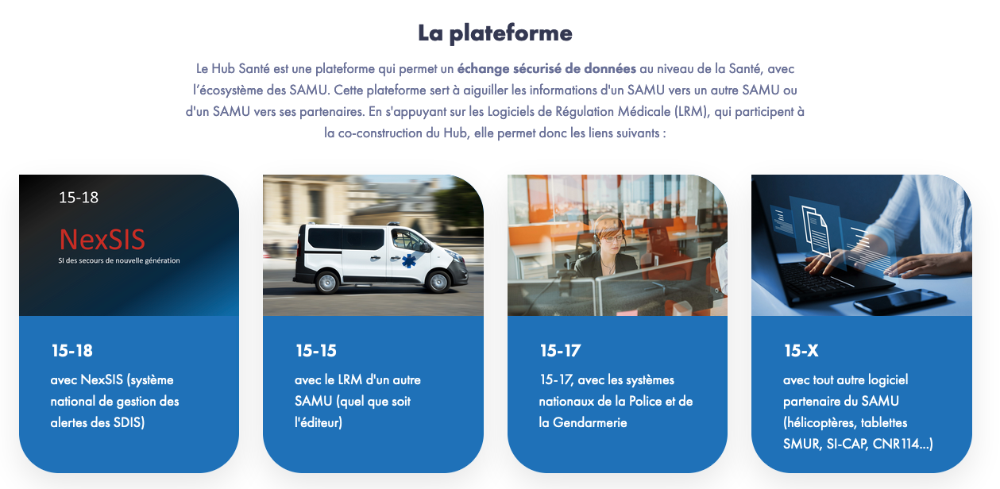 La plateforme
Le Hub Santé est une plateforme qui permet un échange sécurisé de données au niveau de la Santé, avec
l’écosystème des SAMU. Cette plateforme sert à aiguiller les informations d'un SAMU vers un autre SAMU ou
d'un SAMU vers ses partenaires. En s'appuyant sur les Logiciels de Régulation Médicale (LRM), qui participent à
la co-construction du Hub, elle permet donc les liens suivants :
15-18
NexSIS
SI des secours de nouvelle génération
15-18
avec NexSIS (système
national de gestion des
alertes des SDIS)
15-15
avec le LRM d'un autre
SAMU (quel que soit
l'éditeur)
15-17
15-17, avec les systèmes
nationaux de la Police et de
la Gendarmerie
15-X
avec tout autre logiciel
partenaire du SAMU
(hélicoptères, tablettes
SMUR, SI-CAP, CNR114...)